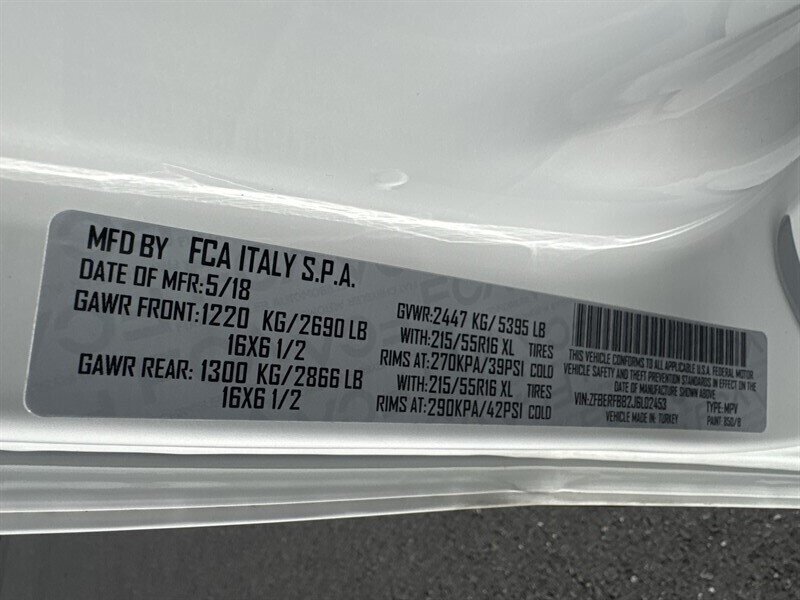 MFD BY FCA ITALY S.P.A.
DATE OF MFR:5/18
GAWR FRONT:1220 KG/2690 LB
16X6 1/2
GAWR REAR: 1300 KG/2866 LB
16X6 1/2
GVWR:2447 KG/5395 LB
WITH:215/55R16 XL TIRES
RIMS AT:270KPA/39PSI COLD
WITH:215/55R16 XL TIRES
RIMS AT:290KPA/42PSI COLD
THIS VEHICLE CONFORMS TO ALL APPLICABLE U.S.A. FEDERAL MOTOR
VEHICLE SAFETY AND THEFT PREVENTION STANDARDS IN EFFECT ON THE
DATE OF MANUFACTURE SHOWN ABOVE
VIN:ZFBERFBB2J6L02453 TYPE: MPV
VEHICLE MADE IN: TURKEY PAINT: 850/B